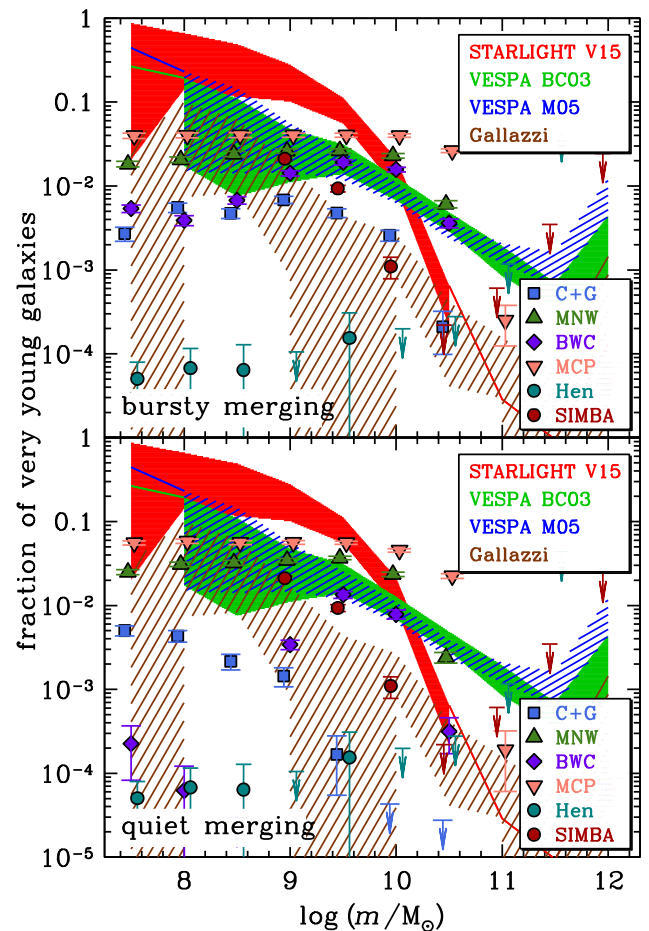 fraction of very young galaxies
1
0.1
10⁻²
10⁻³
10⁻⁴
STARLIGHT V15
VESPA BC03
VESPA M05
Gallazzi
C+G
MNW
BWC
MCP
Hen
SIMBA
bursty merging
1
0.1
10⁻²
10⁻³
10⁻⁴
10⁻⁵
STARLIGHT V15
VESPA BC03
VESPA M05
Gallazzi
C+G
MNW
BWC
MCP
Hen
SIMBA
quiet merging
8 9 10 11 12
log (m/M⊙)